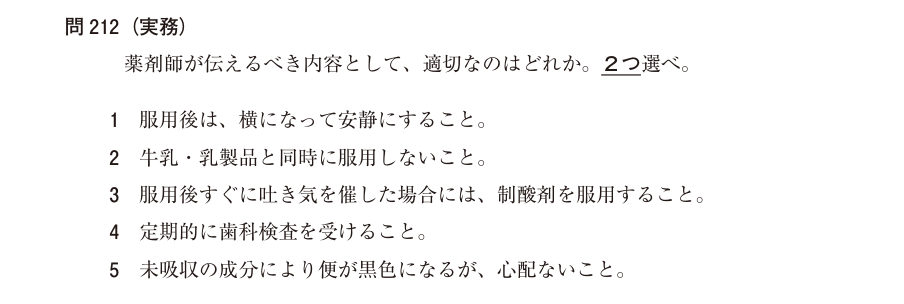 問 212（実務）
薬剤師が伝えるべき内容として、適切なのはどれか。２つ選べ。
1 服用後は、横になって安静にすること。
2 牛乳・乳製品と同時に服用しないこと。
3 服用後すぐに吐き気を催した場合には、制酸剤を服用すること。
4 定期的に歯科検査を受けること。
5 未吸収の成分により便が黒色になるが、心配ないこと。